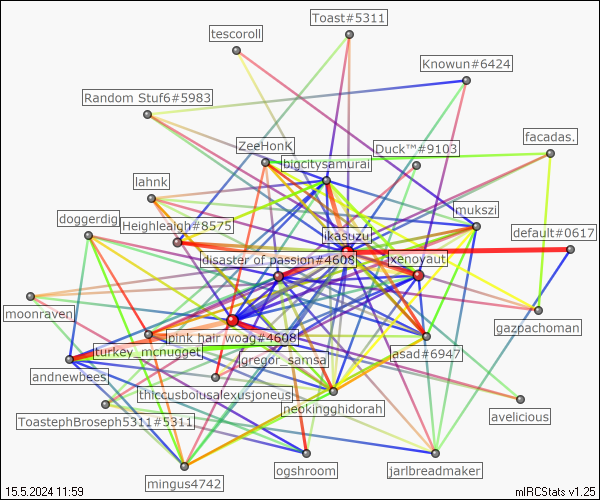 Toast#5311
tescoroll
Knowun#6424
Random Stuf6#5983
facadas.
ZeeHonK
Duck™#9103
bigcitysamurai
lahnk
mukszi
doggerdig
Heighleaigh#8575
default#0617
ikasuzu
disaster of passion#4608
xenoyaut
moonraven.
gazpachoman
pink hair woag#4608
turkey_mcnugget
gregor_samsa
jasad#6947
andnewbees
thiccusbolusalexusjoneus
neokingghidorah
avelicious
ToastephBroseph5311#5311
mingus4742
ogshroom
jarlbreadmaker
15.5.2024 11:59
mIRCStats v1.25